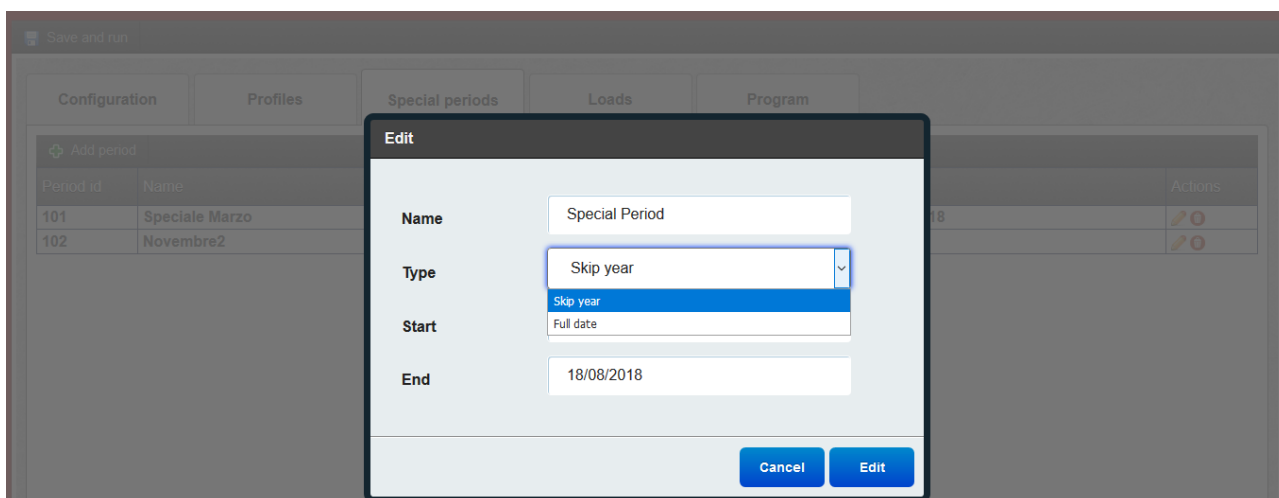 Save and run
Configuration Profiles Special periods Loads Program
Add period
Edit
Period id Name Actions
101 Speciale Marzo 18
102 Novembre2
Name Special Period
Type Skip year
Skip year
Full date
Start
End 18/08/2018
Cancel Edit